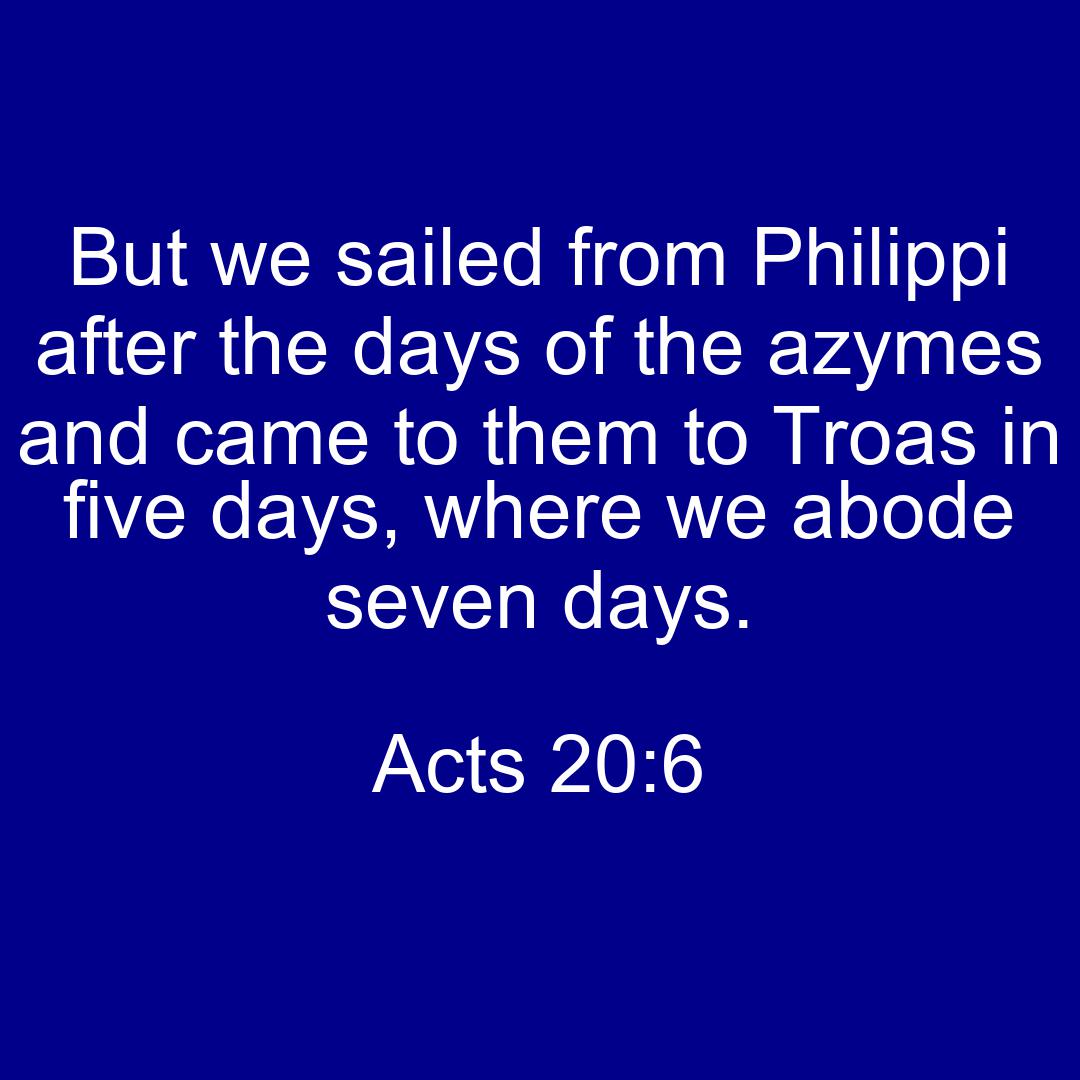 But we sailed from Philippi
after the days of the azymes
and came to them to Troas in
five days, where we abode
seven days.
Acts 20:6